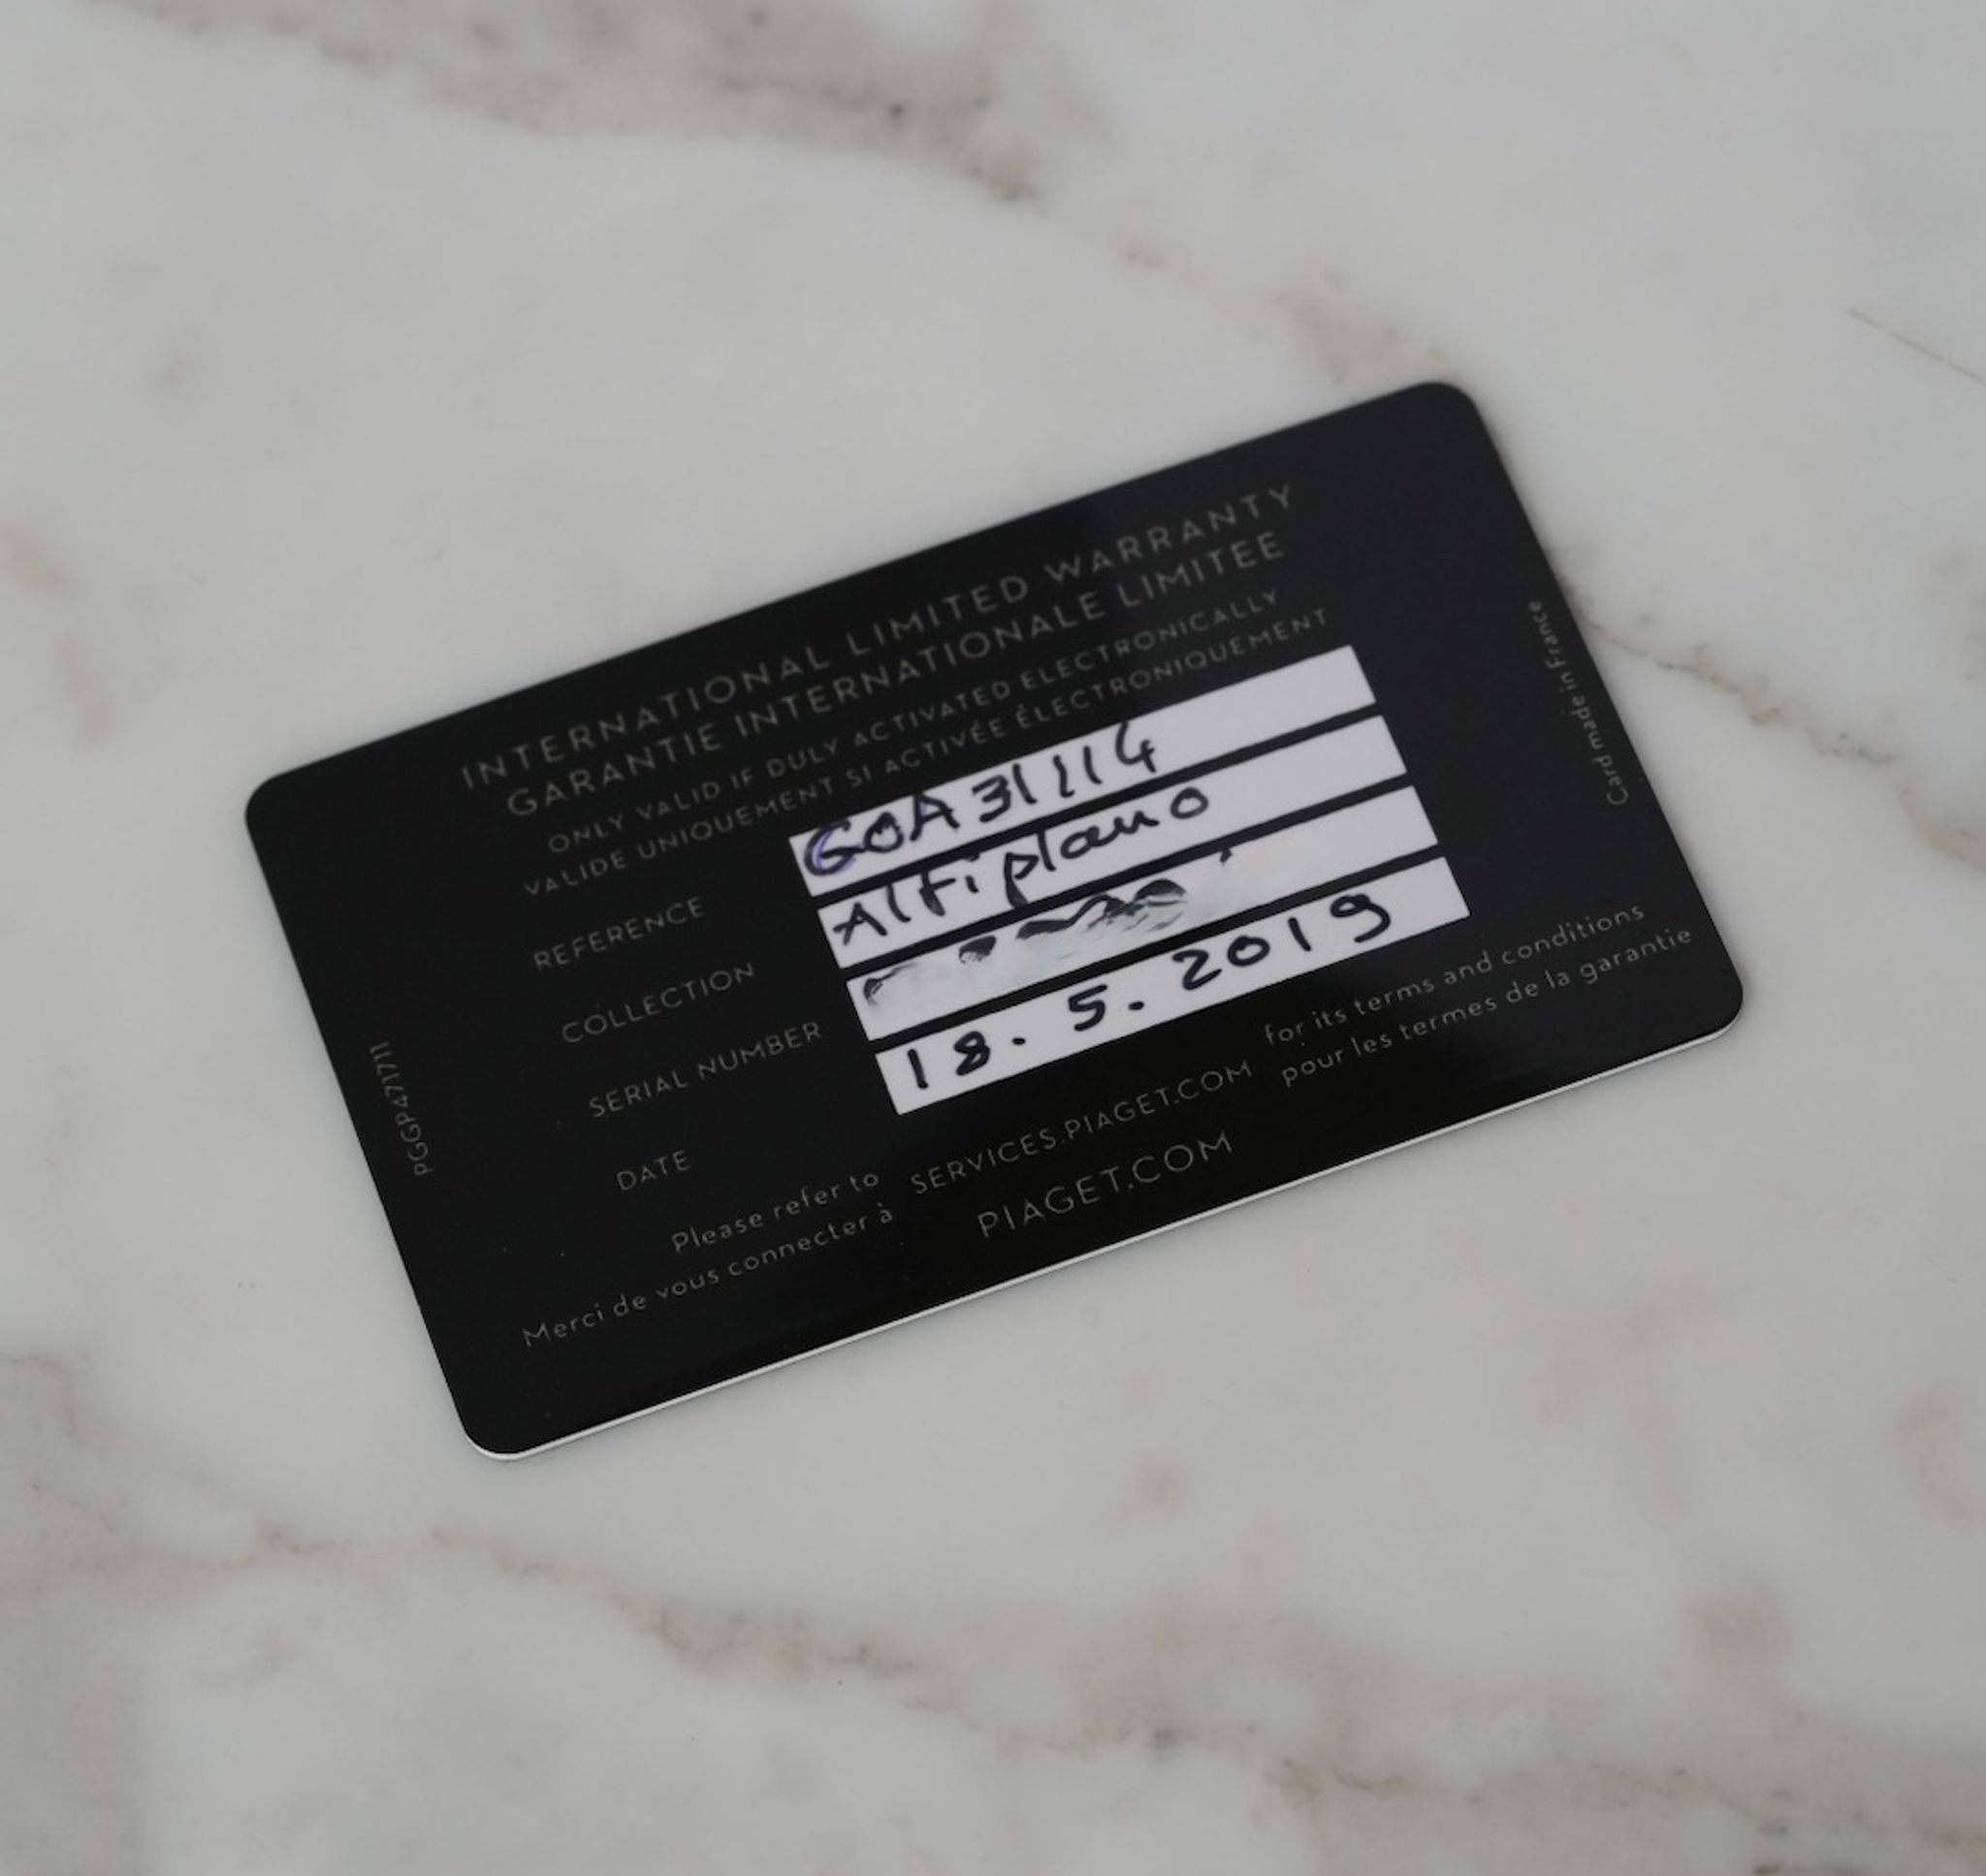 INTERNATIONAL LIMITED WARRANTY
GARANTIE INTERNATIONALE LIMITEE
ONLY VALID IF DULY ACTIVATED ELECTRONICALLY
VALIDE UNIQUEMENT SI ACTIVÉE ÉLECTRONIQUEMENT
REFERENCE GOA31114
COLLECTION Altiplano
SERIAL NUMBER
DATE 18.5.2019
Please refer to SERVICES.PIAGET.COM for its terms and conditions
Merci de vous connecter à PIAGET.COM pour les termes de la garantie
PGGP471711
Card made in France